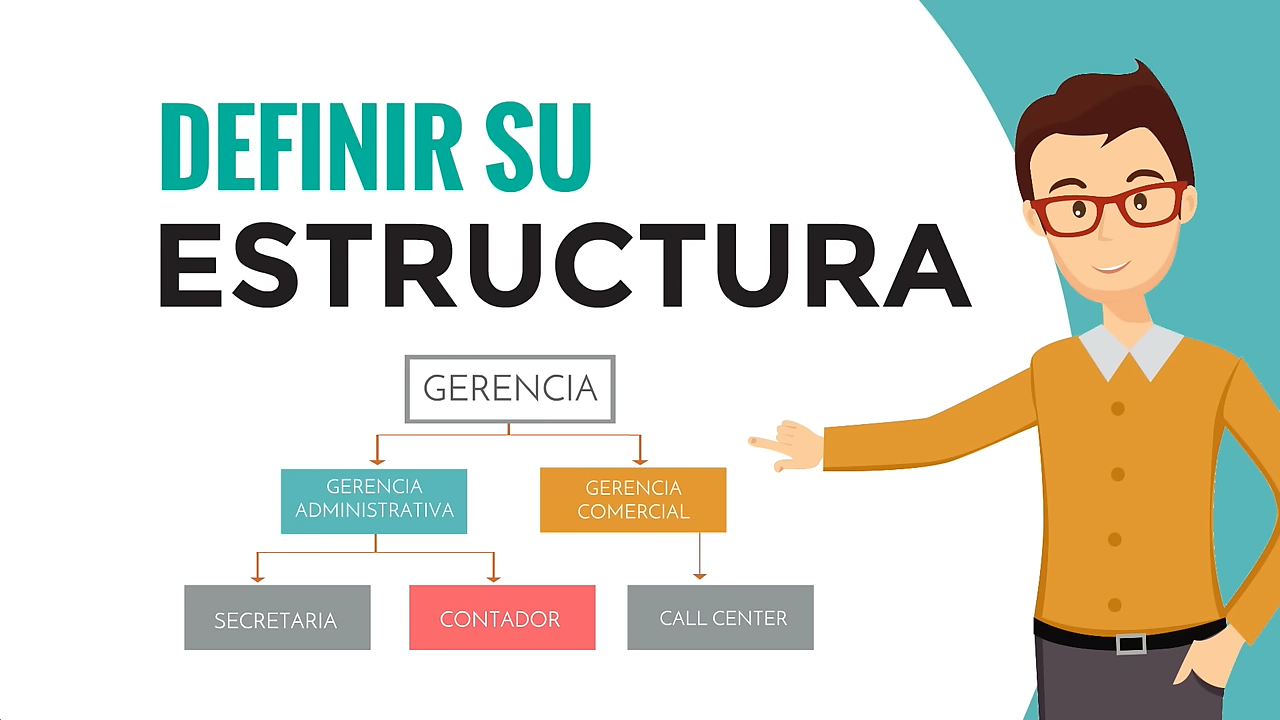 DEFINIR SU
ESTRUCTURA
GERENCIA
GERENCIA
ADMINISTRATIVA
GERENCIA
COMERCIAL
SECRETARIA
CONTADOR
CALL CENTER